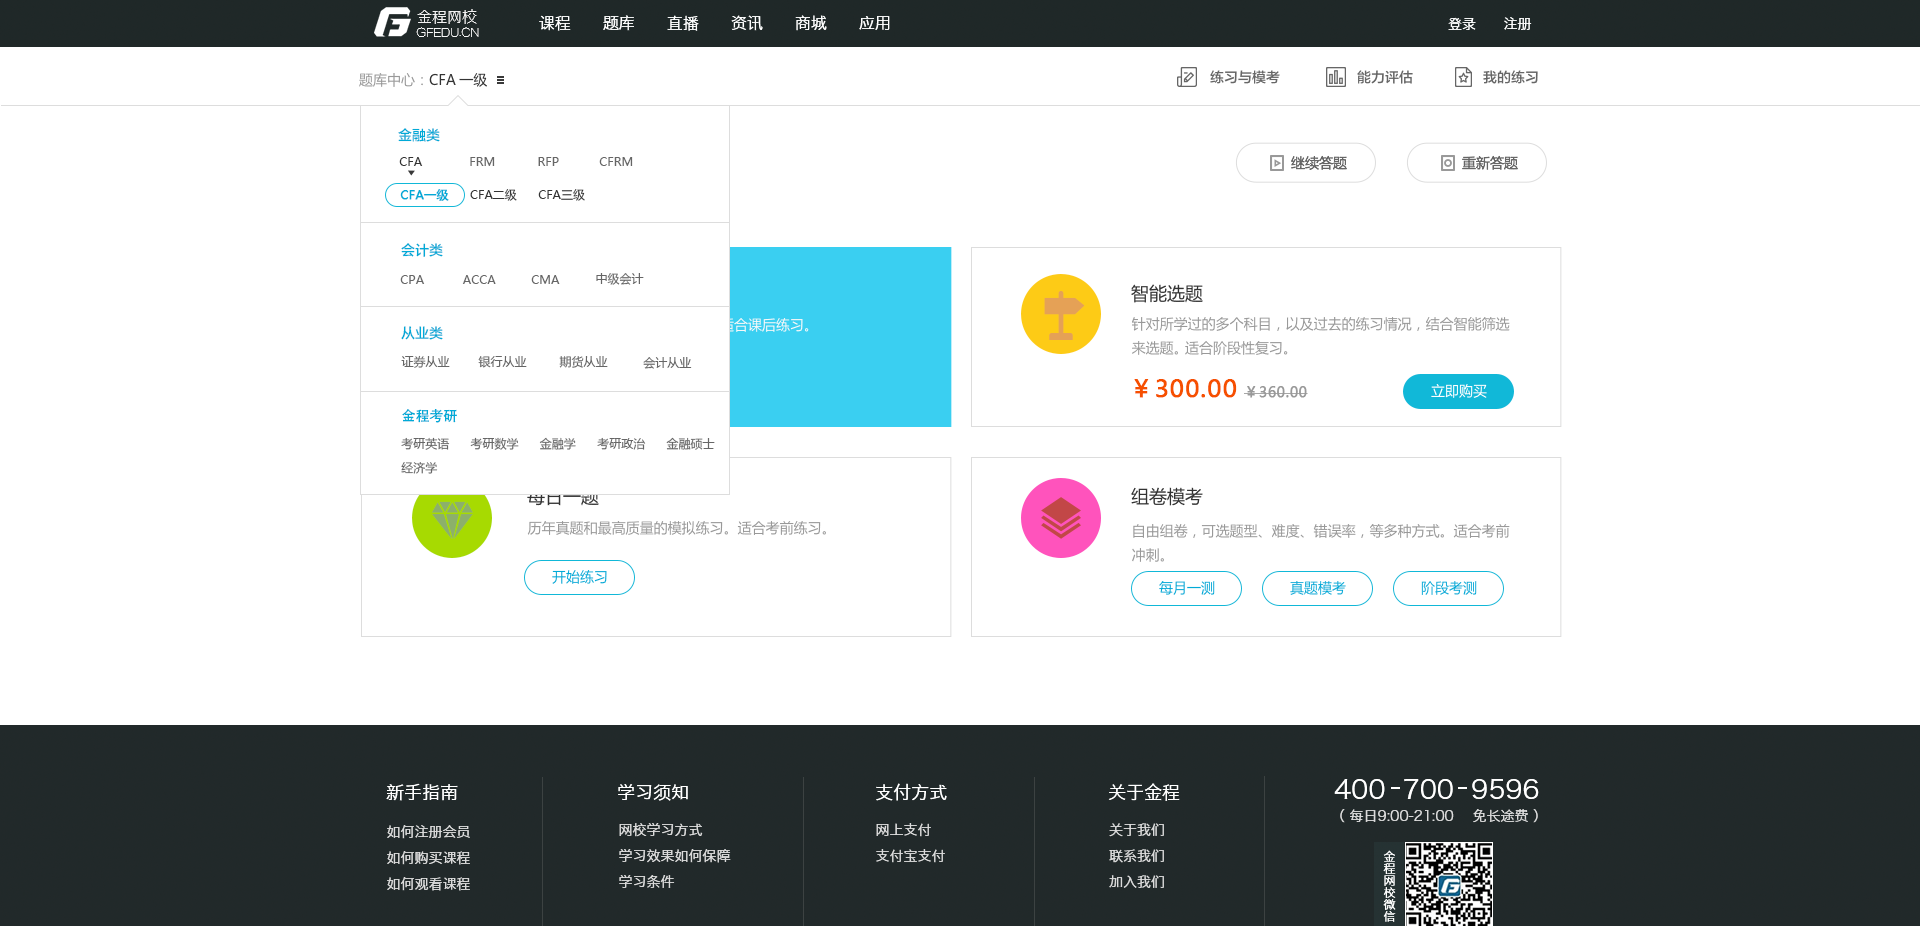 金程网校
GFEDU.CN
课程 题库 直播 资讯 商城 应用
登录 注册
题库中心：CFA 一级
练习与模考 能力评估 我的练习
金融类
CFA FRM RFP CFRM
CFA一级 CFA二级 CFA三级
会计类
CPA ACCA CMA 中级会计
从业类
证券从业 银行从业 期货从业 会计从业
金程考研
考研英语 考研数学 金融学 考研政治 金融硕士
经济学
继续答题 重新答题
适合课后练习。
智能选题
针对所学过的多个科目，以及过去的练习情况，结合智能筛选
来选题。适合阶段性复习。
¥ 300.00 ¥ 360.00
立即购买
每日一题
历年真题和最高质量的模拟练习。适合考前练习。
开始练习
组卷模考
自由组卷，可选题型、难度、错误率，等多种方式。适合考前
冲刺。
每月一测 真题模考 阶段考测
新手指南
如何注册会员
如何购买课程
如何观看课程
学习须知
网校学习方式
学习效果如何保障
学习条件
支付方式
网上支付
支付宝支付
关于金程
关于我们
联系我们
加入我们
400-700-9596
（每日9:00-21:00 免长途费）
金程网校微信